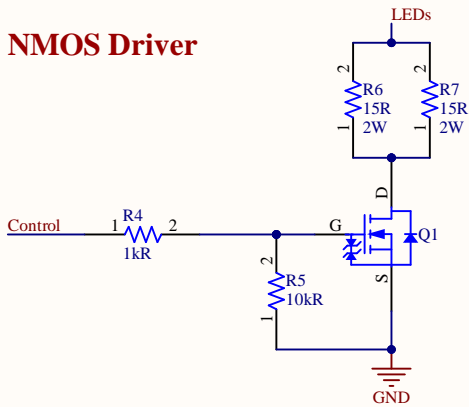 NMOS Driver
LEDs
2
2
R6
15R
2W
R7
15R
2W
1
1
D
Control
1
R4
2
1kR
G
Q1
2
R5
10kR
1
S
GND